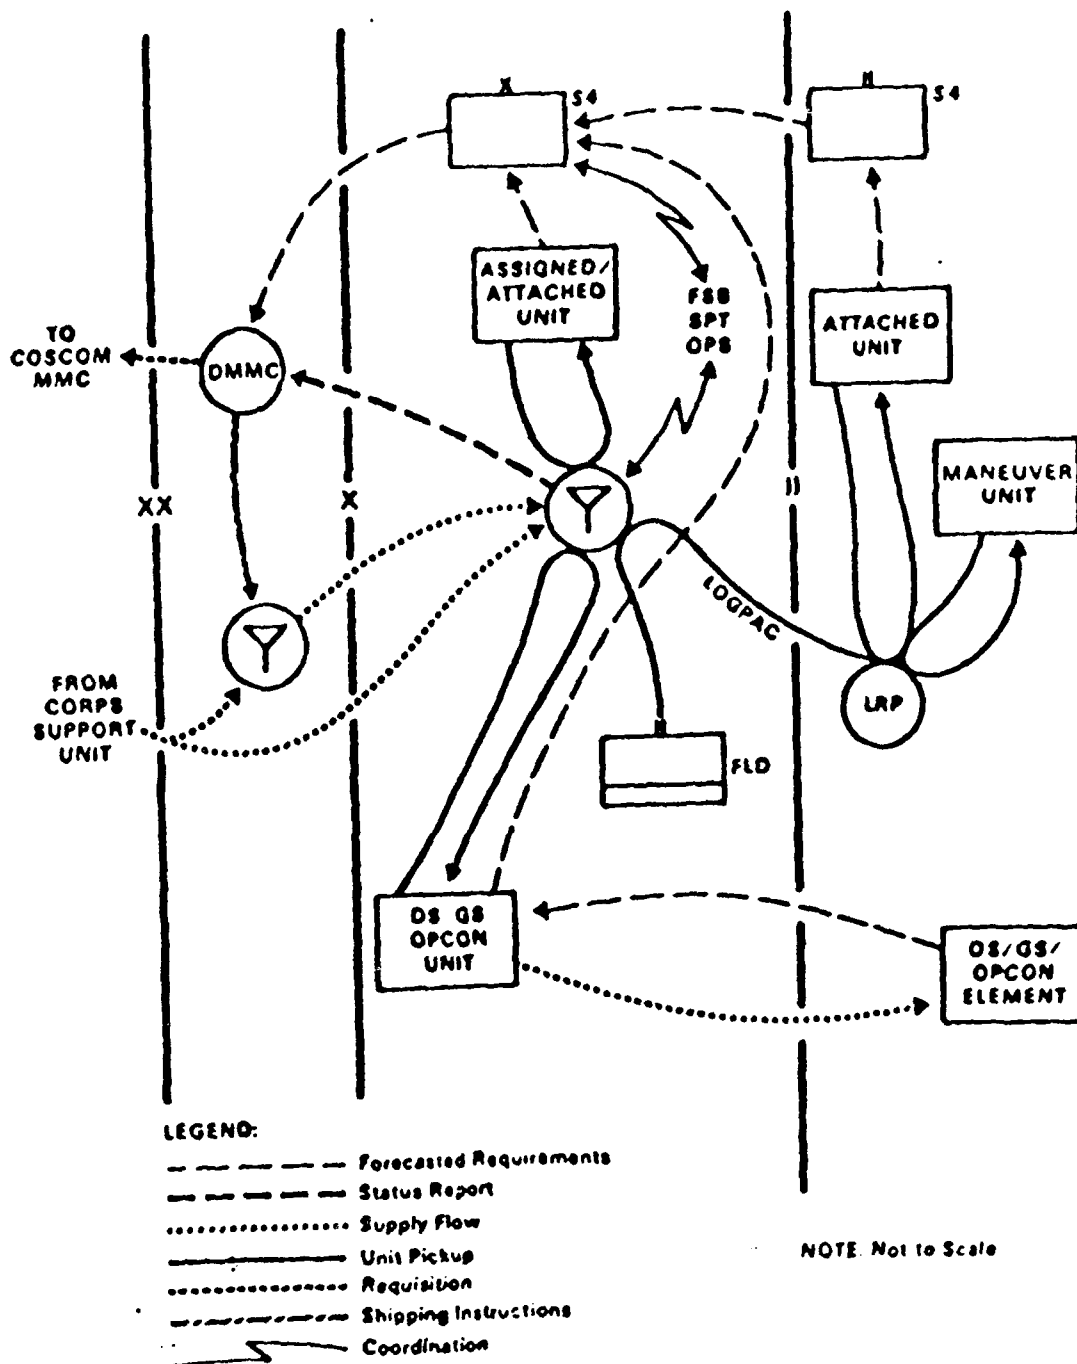 X
S4
H
S4
ASSIGNED/
ATTACHED
UNIT
FSB
SPT
OPS
ATTACHED
UNIT
TO
COSCOM
MMC
DMMC
MANEUVER
UNIT
XX
X
II
LOGPAC
FROM
CORPS
SUPPORT
UNIT
LRP
H
FLD
DS GS
OPCON
UNIT
DS/GS/
OPCON
ELEMENT
LEGEND:
Forecasted Requirements
Status Report
Supply Flow
Unit Pickup
Requisition
Shipping Instructions
Coordination
NOTE. Not to Scale